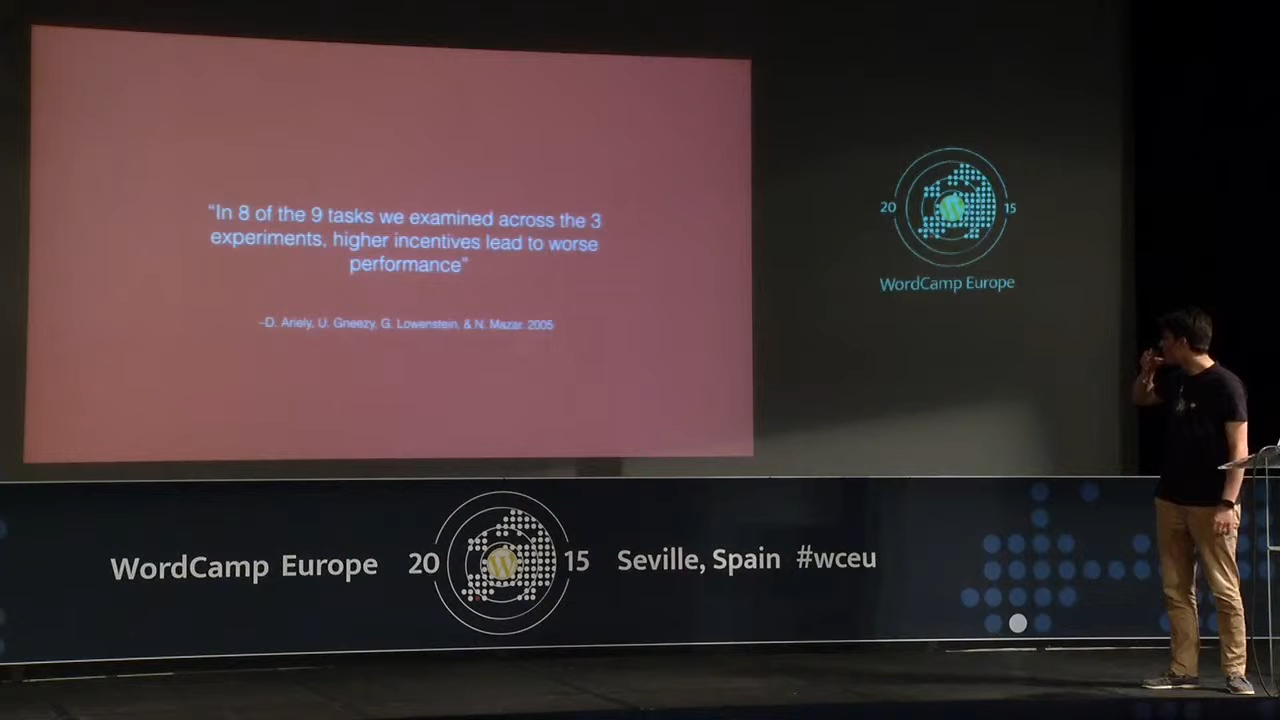 “In 8 of the 9 tasks we examined across the 3
experiments, higher incentives lead to worse
performance”
–D. Ariely, U. Gneezy, G. Lowenstein, & N. Mazar. 2005
20 W 15
WordCamp Europe
WordCamp Europe 20 W 15 Seville, Spain #wceu